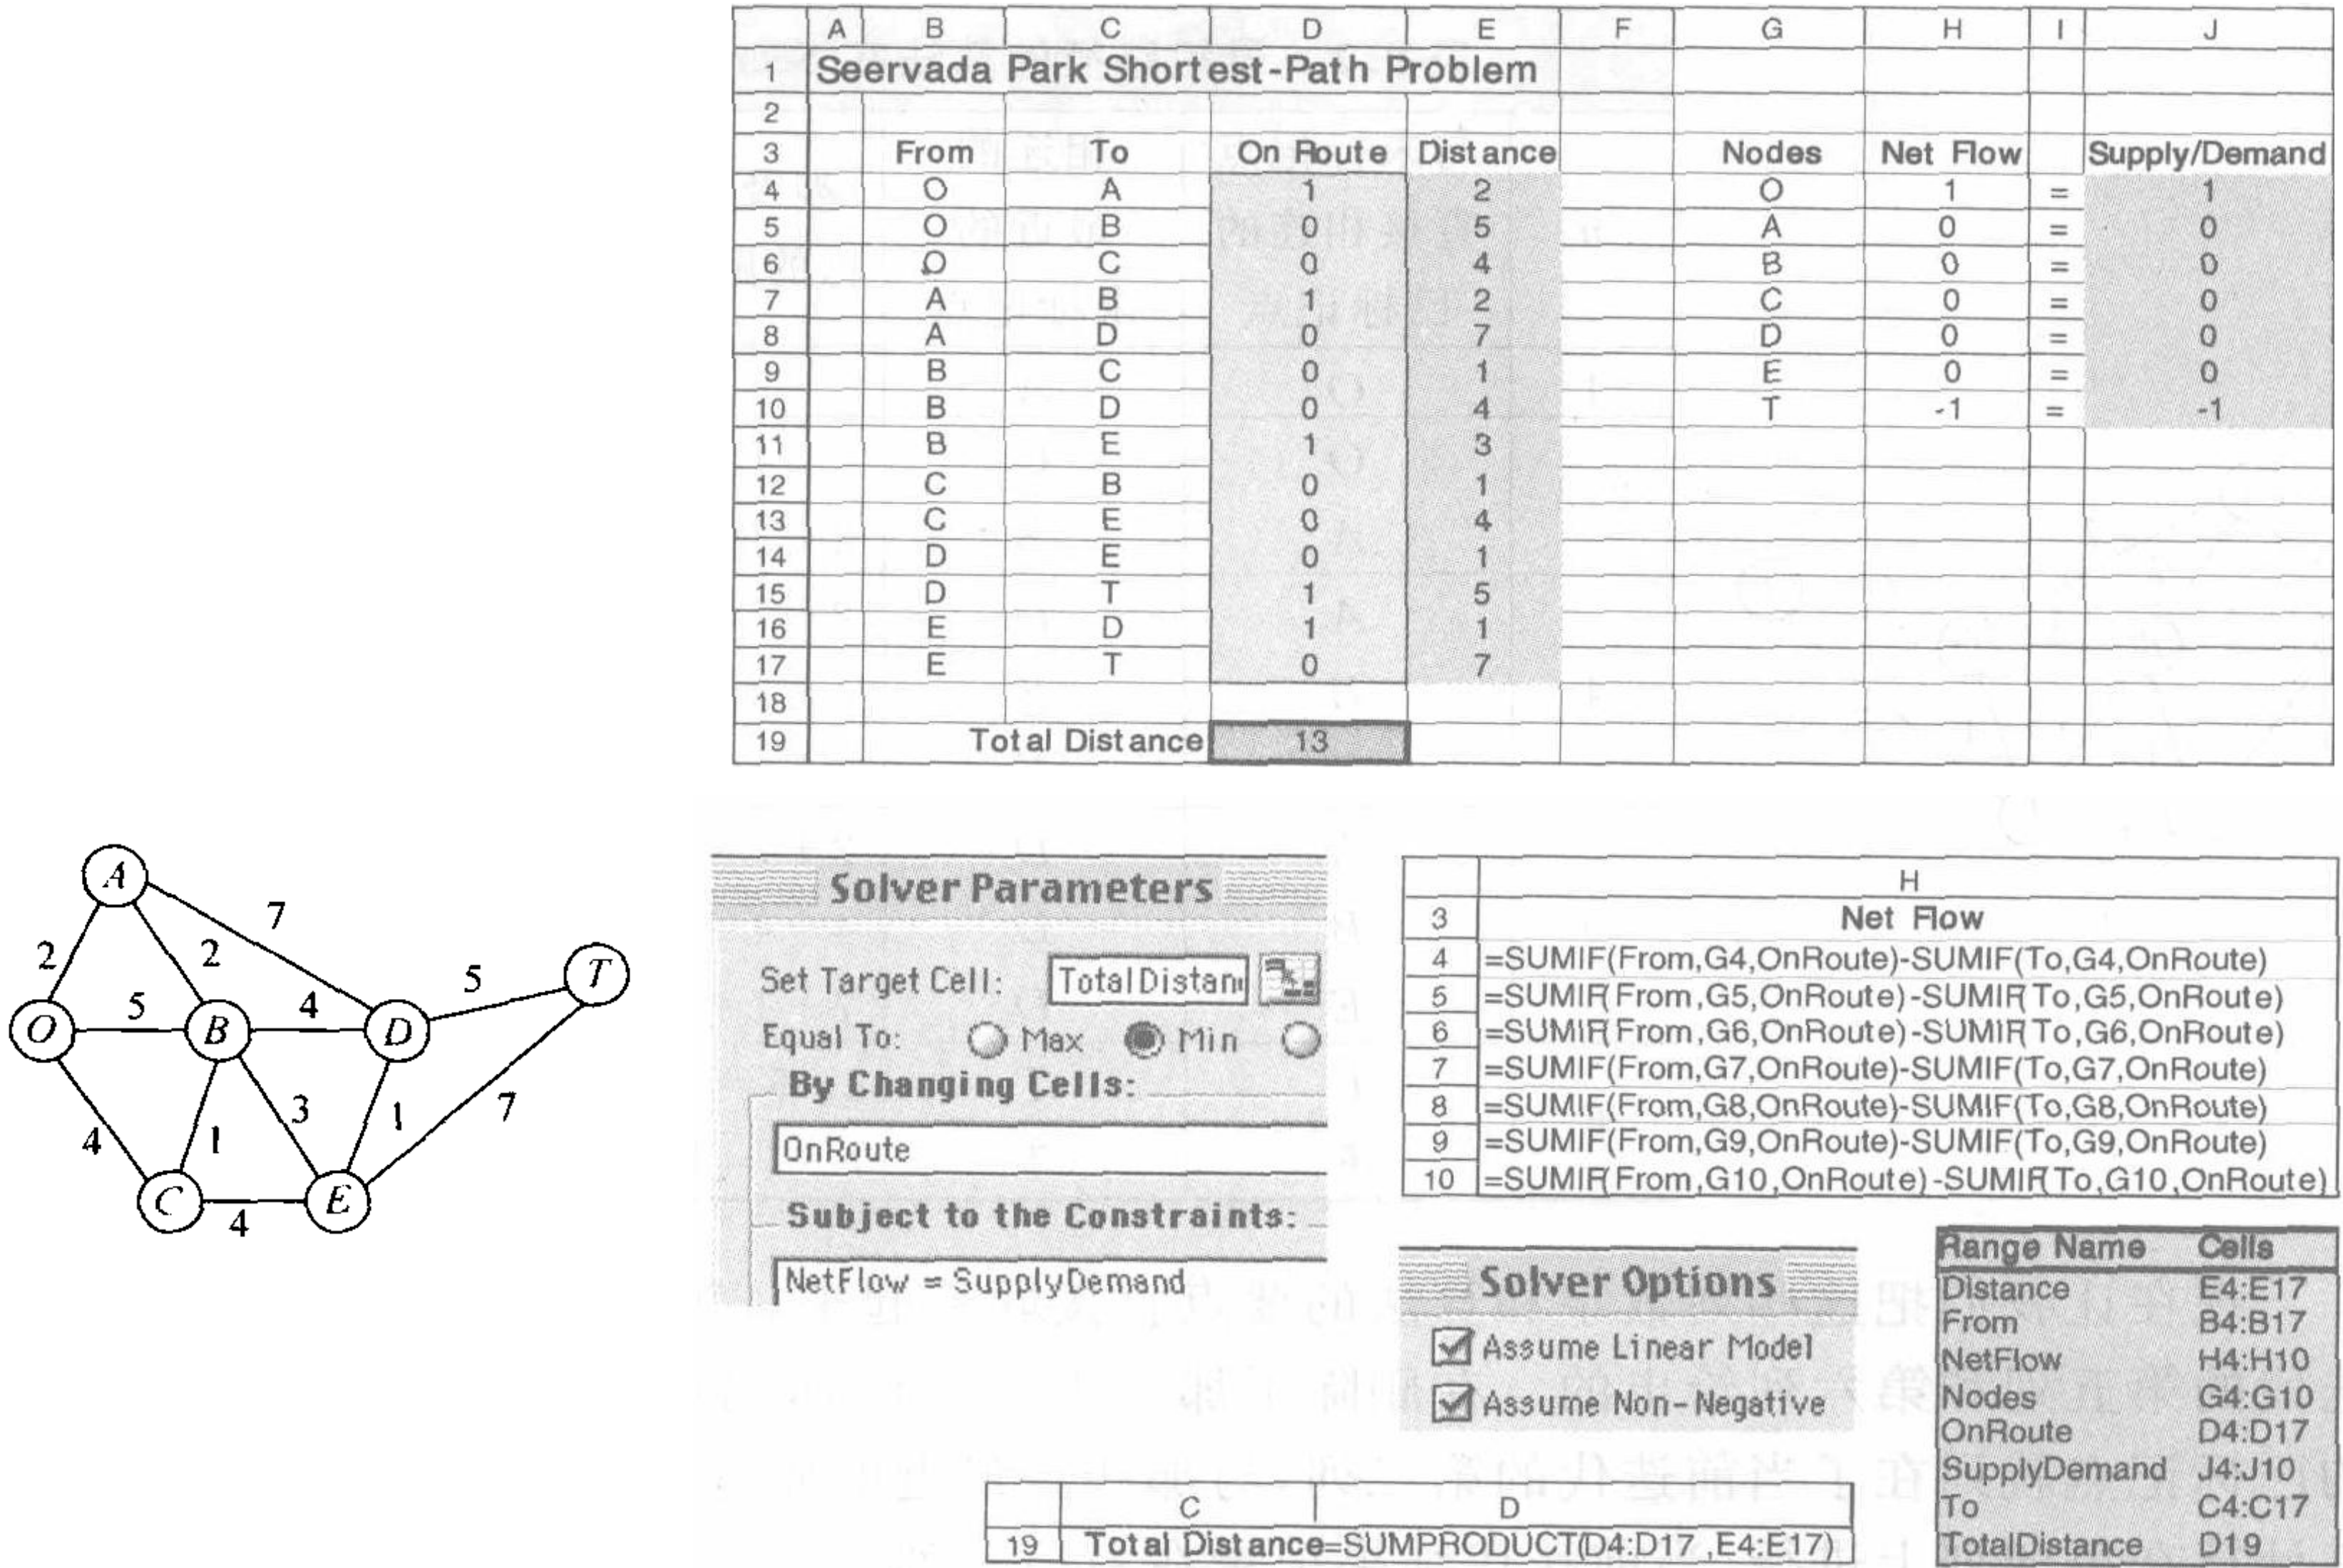 A B C D E F G H I J
1 Seervada Park Shortest-Path Problem
2
3 From To On Route Distance Nodes Net Flow Supply/Demand
4 O A 1 2 O 1 = 1
5 O B 0 5 A 0 = 0
6 O C 0 4 B 0 = 0
7 A B 1 2 C 0 = 0
8 A D 0 7 D 0 = 0
9 B C 0 1 E 0 = 0
10 B D 0 4 T -1 = -1
11 B E 1 3
12 C B 0 1
13 C E 0 4
14 D E 0 1
15 D T 1 5
16 E D 1 1
17 E T 0 7
18
19 Total Distance 13
A
7
2
2
T
5
O
5
B
4
D
4
1
3
1
7
C
4
E
Solver Parameters
Set Target Cell: TotalDistan
Equal To: Max Min
By Changing Cells:
OnRoute
Subject to the Constraints:
NetFlow = SupplyDemand
H
3 Net Flow
4 =SUMIF(From,G4,OnRoute)-SUMIF(To,G4,OnRoute)
5 =SUMIF(From,G5,OnRoute)-SUMIF(To,G5,OnRoute)
6 =SUMIF(From,G6,OnRoute)-SUMIF(To,G6,OnRoute)
7 =SUMIF(From,G7,OnRoute)-SUMIF(To,G7,OnRoute)
8 =SUMIF(From,G8,OnRoute)-SUMIF(To,G8,OnRoute)
9 =SUMIF(From,G9,OnRoute)-SUMIF(To,G9,OnRoute)
10 =SUMIF(From,G10,OnRoute)-SUMIF(To,G10,OnRoute)
Solver Options
Assume Linear Model
Assume Non-Negative
Range Name Cells
Distance E4:E17
From B4:B17
NetFlow H4:H10
Nodes G4:G10
OnRoute D4:D17
SupplyDemand J4:J10
To C4:C17
TotalDistance D19
C D
19 Total Distance =SUMPRODUCT(D4:D17,E4:E17)